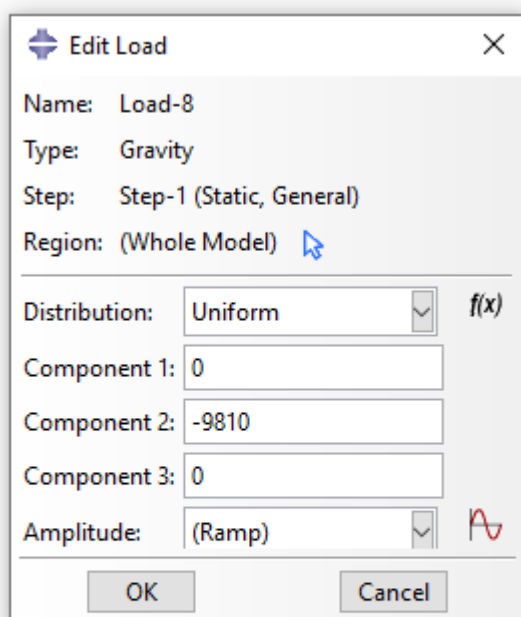 Edit Load
Name: Load-8
Type: Gravity
Step: Step-1 (Static, General)
Region: (Whole Model)
Distribution: Uniform f(x)
Component 1: 0
Component 2: -9810
Component 3: 0
Amplitude: (Ramp)
OK Cancel